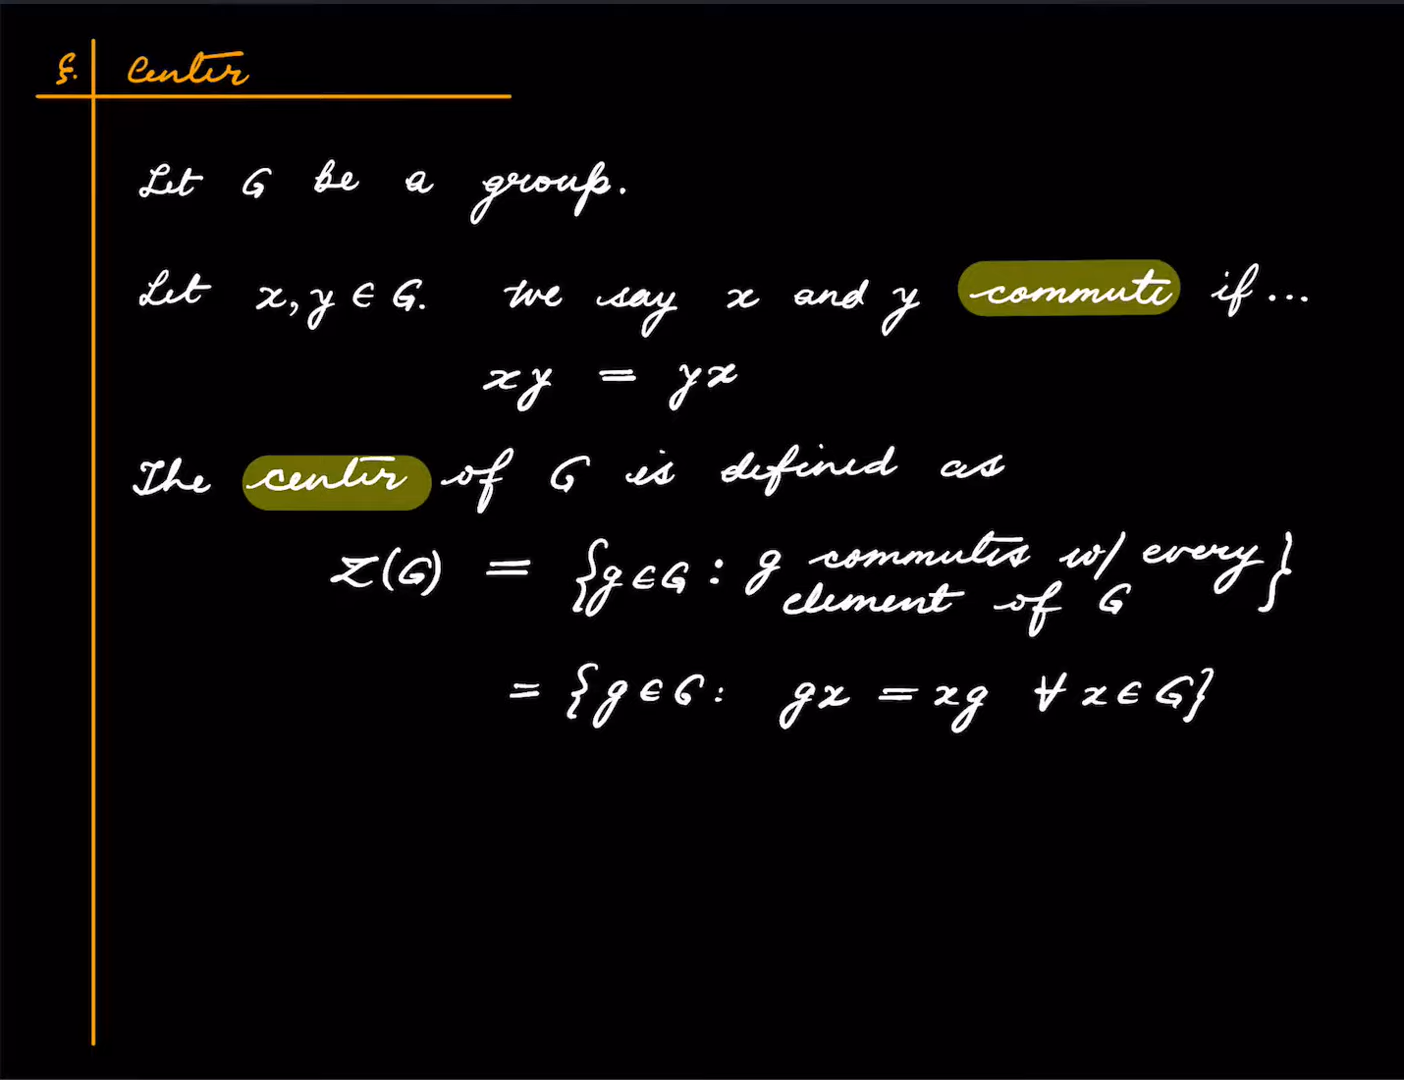 §. Center
Let G be a group.
Let x, y ∈ G. We say x and y commute if ...
xy = yx
The center of G is defined as
Z(G) = {g ∈ G : g commutes w/ every
element of G}
= {g ∈ G : gx = xg ∀ x ∈ G}